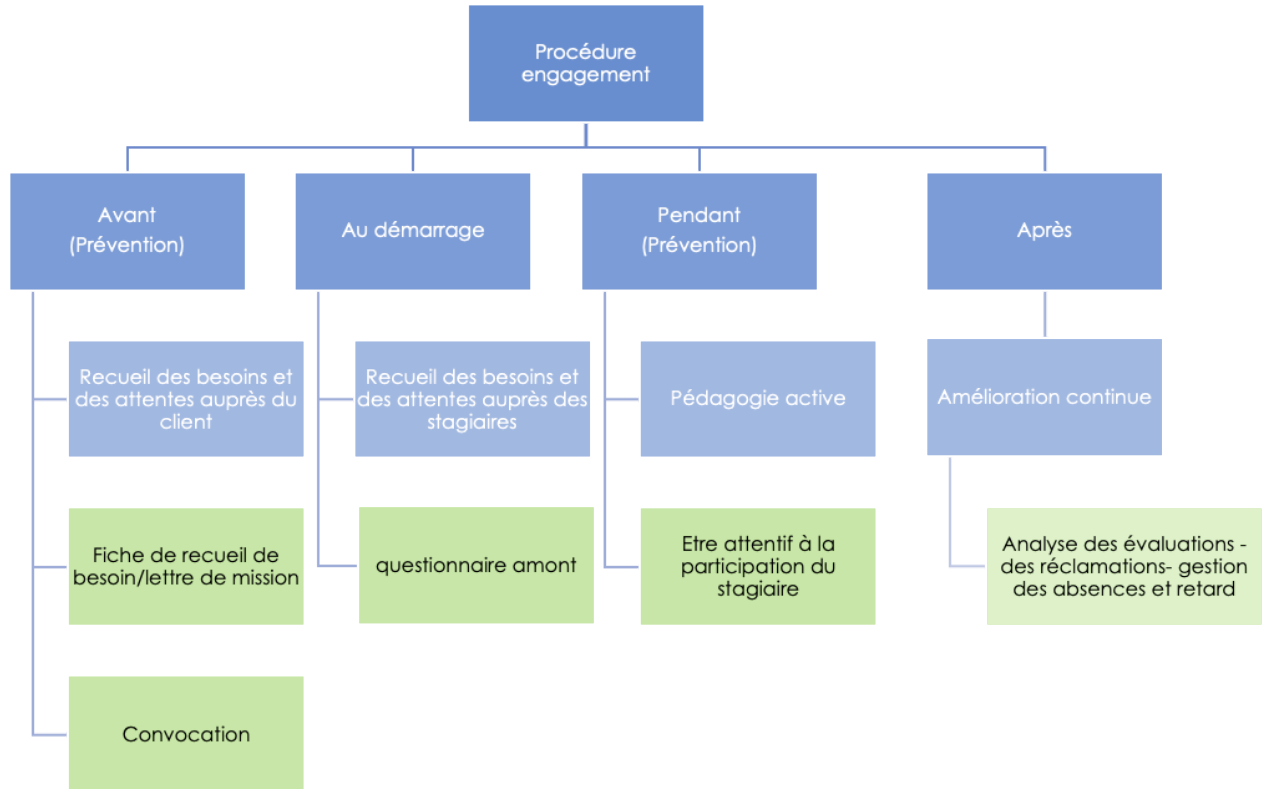 Procédure
engagement
Avant
(Prévention)
Au démarrage
Pendant
(Prévention)
Après
Recueil des besoins et
des attentes auprès du
client
Recueil des besoins et
des attentes auprès des
stagiaires
Pédagogie active
Amélioration continue
Fiche de recueil de
besoin/lettre de mission
questionnaire amont
Etre attentif à la
participation du
stagiaire
Analyse des évaluations -
des réclamations- gestion
des absences et retard
Convocation